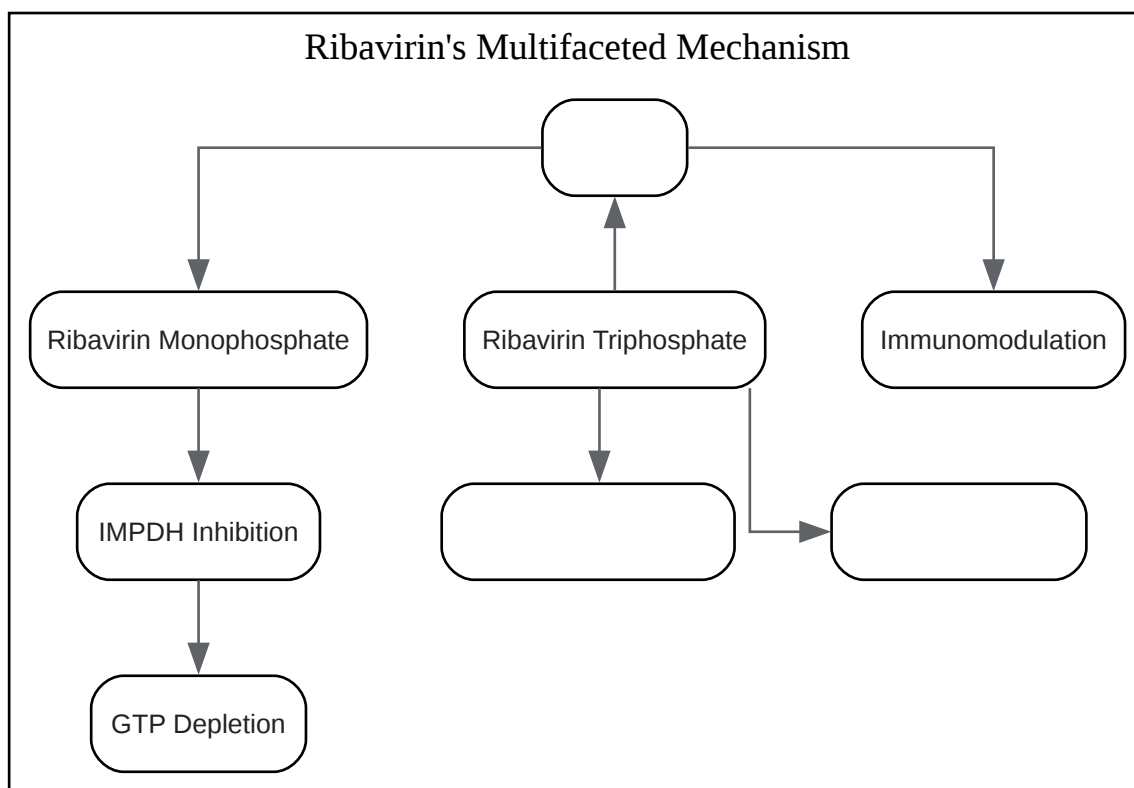 Ribavirin's Multifaceted Mechanism
Ribavirin Monophosphate
Ribavirin Triphosphate
Immunomodulation
IMPDH Inhibition
GTP Depletion